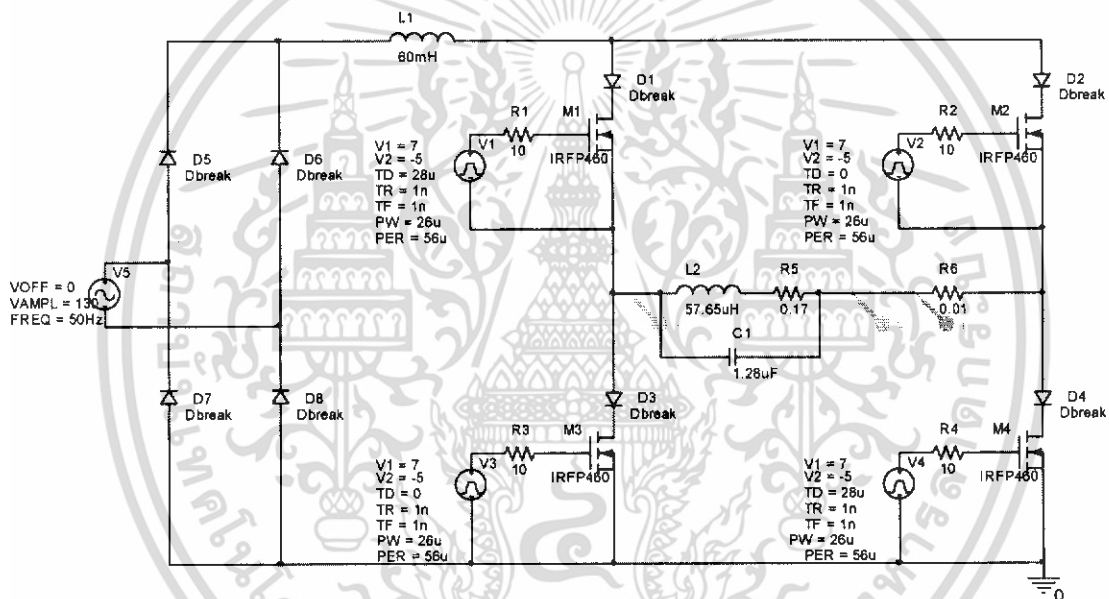 L1
60mH
D1
Dbreak
D2
Dbreak
R1
10
M1
IRFP460
V1
V1 = 7
V2 = -5
TD = 28u
TR = 1n
TF = 1n
PW = 26u
PER = 56u
R2
10
M2
IRFP460
V2
V1 = 7
V2 = -5
TD = 0
TR = 1n
TF = 1n
PW = 26u
PER = 56u
D5
Dbreak
D6
Dbreak
V5
VOFF = 0
VAMPL = 130
FREQ = 50Hz
L2
57.65uH
R5
0.17
R6
0.01
C1
1.28uF
D7
Dbreak
D8
Dbreak
D3
Dbreak
D4
Dbreak
R3
10
M3
IRFP460
V3
V1 = 7
V2 = -5
TD = 0
TR = 1n
TF = 1n
PW = 26u
PER = 56u
R4
10
M4
IRFP460
V4
V1 = 7
V2 = -5
TD = 28u
TR = 1n
TF = 1n
PW = 26u
PER = 56u
0